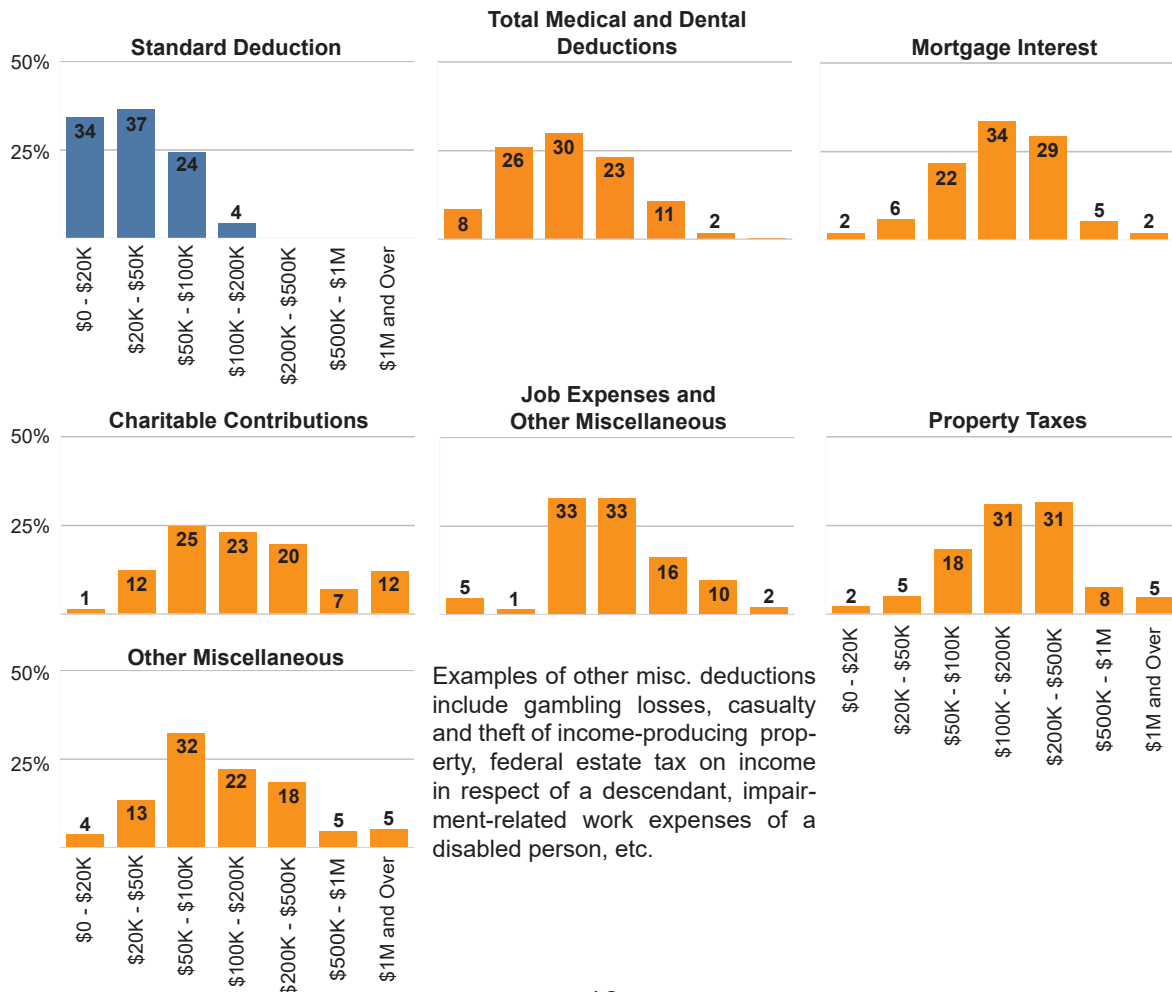 Standard Deduction
50%
25%
34
37
24
4
$0 - $20K
$20K - $50K
$50K - $100K
$100K - $200K
$200K - $500K
$500K - $1M
$1M and Over
Total Medical and Dental
Deductions
8
26
30
23
11
2
Mortgage Interest
2
6
22
34
29
5
2
Charitable Contributions
50%
25%
1
12
25
23
20
7
12
Job Expenses and
Other Miscellaneous
5
1
33
33
16
10
2
Property Taxes
2
5
18
31
31
8
5
$0 - $20K
$20K - $50K
$50K - $100K
$100K - $200K
$200K - $500K
$500K - $1M
$1M and Over
Other Miscellaneous
50%
25%
4
13
32
22
18
5
5
$0 - $20K
$20K - $50K
$50K - $100K
$100K - $200K
$200K - $500K
$500K - $1M
$1M and Over
Examples of other misc. deductions
include gambling losses, casualty
and theft of income-producing prop-
erty, federal estate tax on income
in respect of a descendant, impair-
ment-related work expenses of a
disabled person, etc.